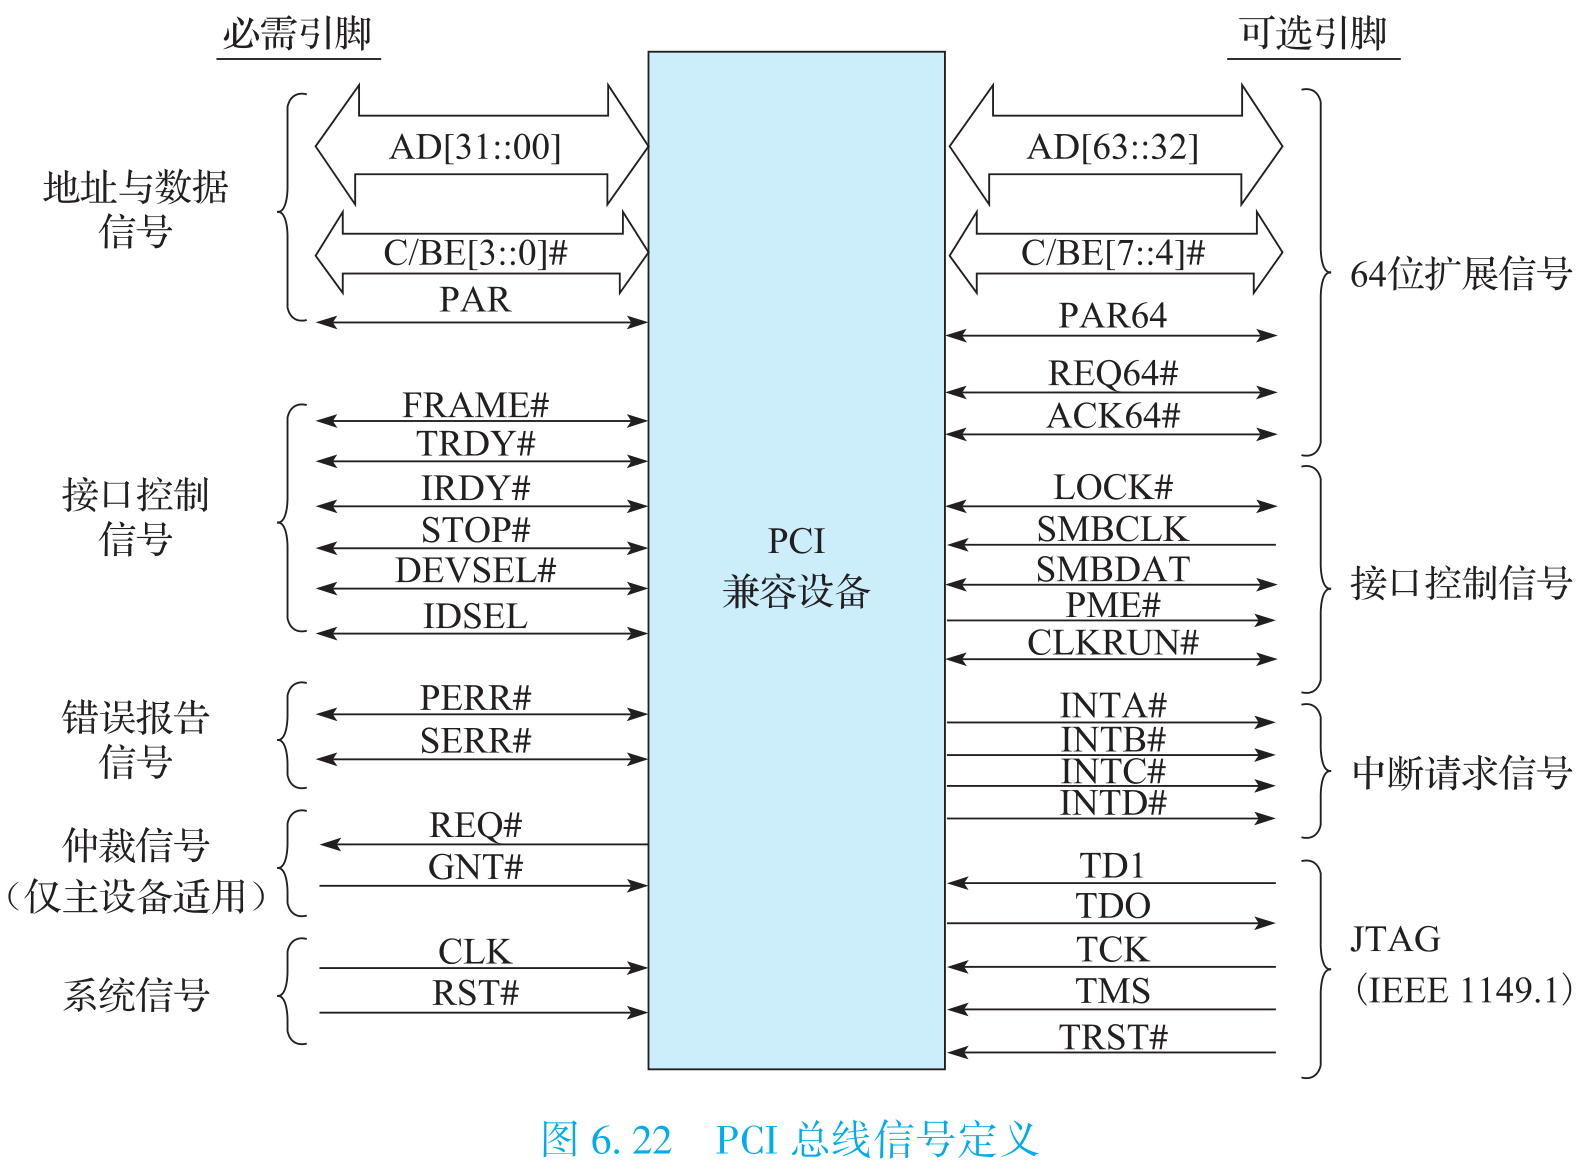 必需引脚
地址与数据
信号
AD[31::00]
C/BE[3::0]#
PAR
接口控制
信号
FRAME#
TRDY#
IRDY#
STOP#
DEVSEL#
IDSEL
错误报告
信号
PERR#
SERR#
仲裁信号
（仅主设备适用）
REQ#
GNT#
系统信号
CLK
RST#
PCI
兼容设备
可选引脚
AD[63::32]
C/BE[7::4]#
PAR64
REQ64#
ACK64#
64位扩展信号
LOCK#
SMBCLK
SMBDAT
PME#
CLKRUN#
接口控制信号
INTA#
INTB#
INTC#
INTD#
中断请求信号
TD1
TDO
TCK
TMS
TRST#
JTAG
（IEEE 1149.1）
图 6. 22 PCI 总线信号定义